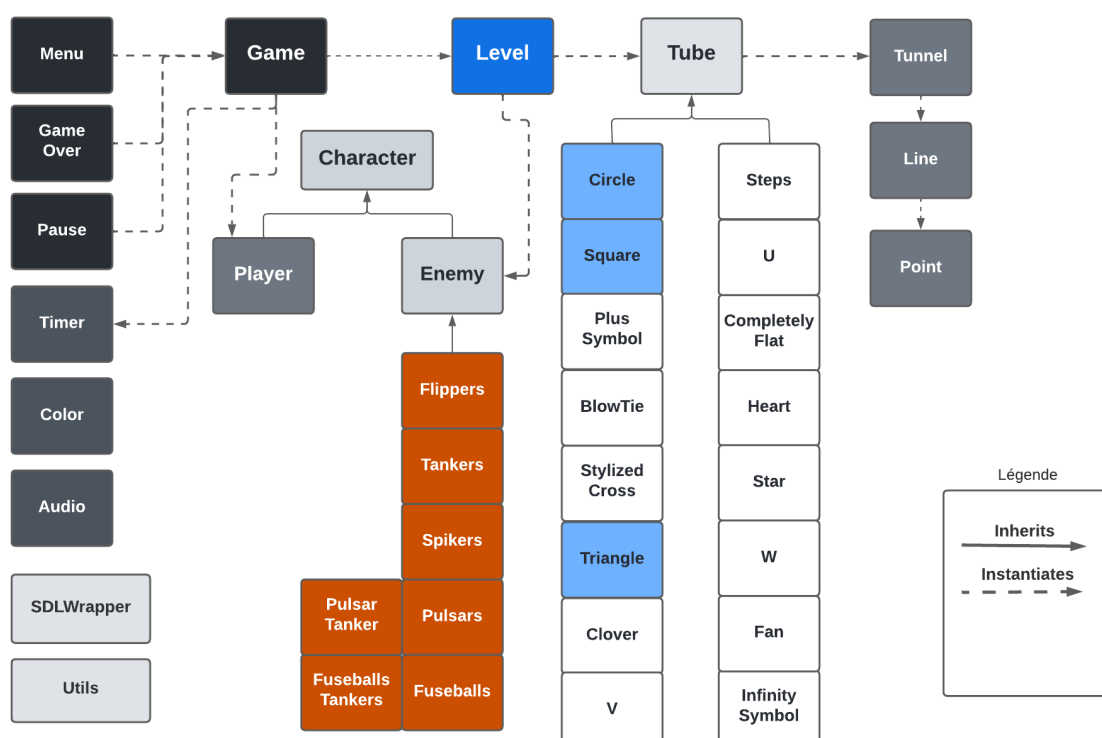 Menu
Game
Level
Tube
Tunnel
Game
Over
Pause
Timer
Color
Audio
SDLWrapper
Utils
Character
Player
Enemy
Flippers
Tankers
Spikers
Pulsar
Tanker
Pulsars
Fuseballs
Tankers
Fuseballs
Circle
Square
Plus
Symbol
BlowTie
Stylized
Cross
Triangle
Clover
V
Steps
U
Completely
Flat
Heart
Star
W
Fan
Infinity
Symbol
Line
Point
Légende
Inherits
Instantiates